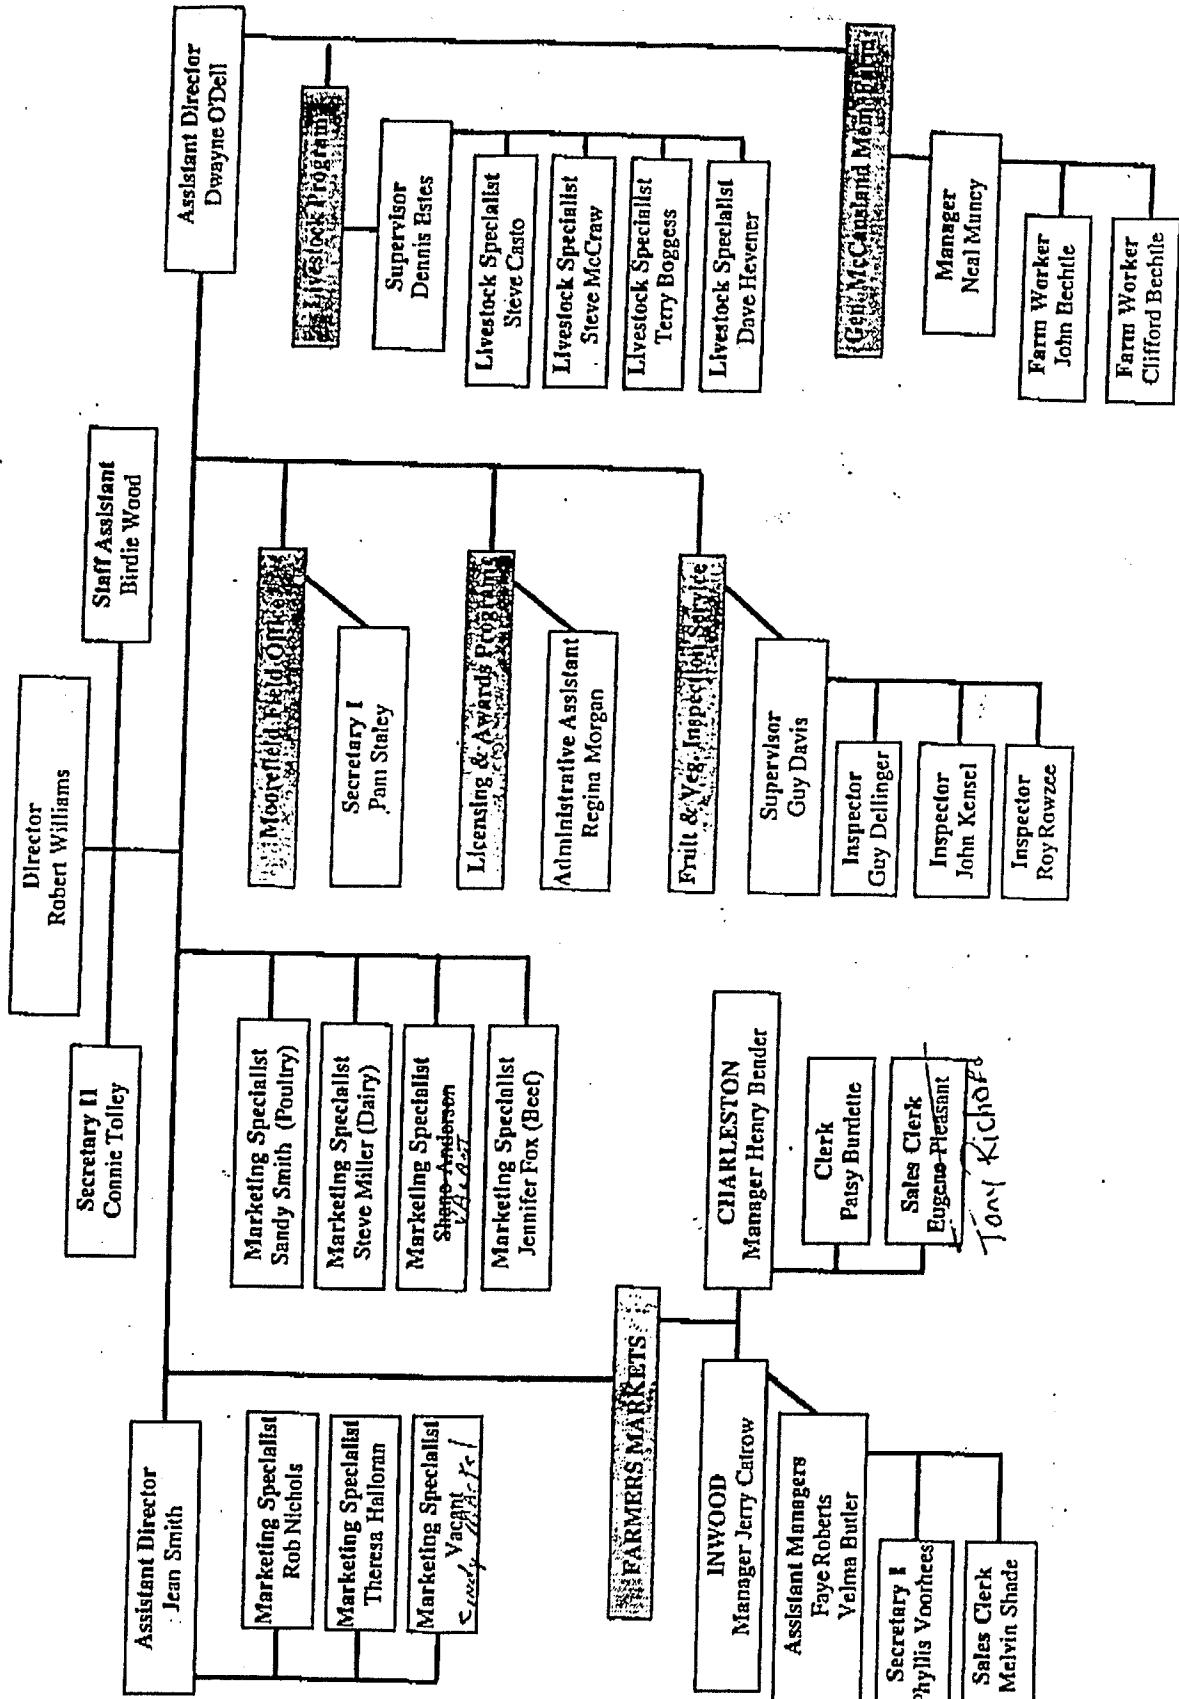 Director
Robert Williams
Secretary II
Connie Tolley
Staff Assistant
Birdie Wood
Assistant Director
Jean Smith
Assistant Director
Dwayne O'Dell
Marketing Specialist
Rob Nichols
Marketing Specialist
Theresa Halloran
Marketing Specialist
Vacant
Cindy
Marketing Specialist
Sandy Smith (Poultry)
Marketing Specialist
Steve Miller (Dairy)
Marketing Specialist
Shane Anderson
VACANT
Marketing Specialist
Jennifer Fox (Beef)
FARMERS MARKETS
INWOOD
Manager Jerry Catrow
Assistant Managers
Faye Roberts
Velma Butler
Secretary I
Phyllis Voorhees
Sales Clerk
Melvin Shade
CHARLESTON
Manager Henry Bender
Clerk
Patsy Burdette
Sales Clerk
Eugene Pleasant
Tony Richards
Moorefield Field Office
Secretary I
Pam Staley
Licensing & Awards Programs
Administrative Assistant
Regina Morgan
Fruit & Veg. Inspection Service
Supervisor
Guy Davis
Inspector
Guy Dellinger
Inspector
John Kensel
Inspector
Roy Rowzee
Livestock Program
Supervisor
Dennis Estes
Livestock Specialist
Steve Casto
Livestock Specialist
Steve McCraw
Livestock Specialist
Terry Bogges
Livestock Specialist
Dave Hevener
Gen. McCausland Mem.
Manager
Neal Muncy
Farm Worker
John Bechtle
Farm Worker
Clifford Bechtle